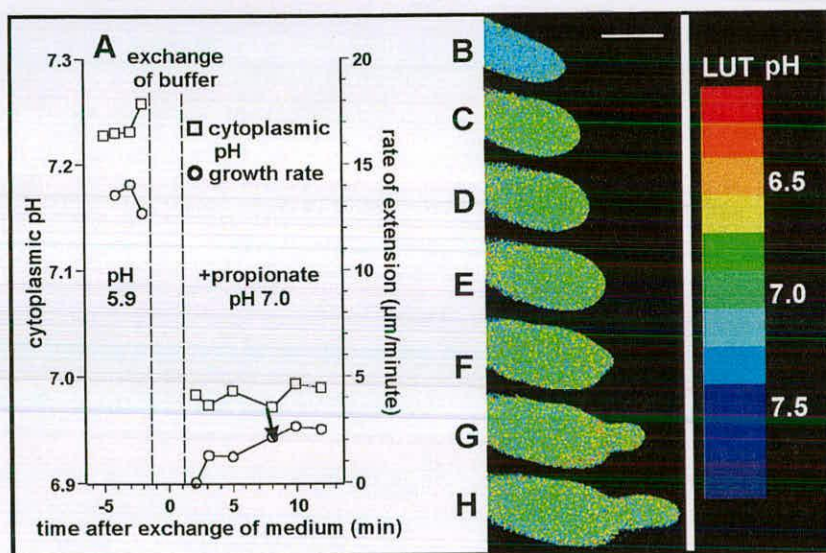 A
exchange
of buffer
cytoplasmic
pH
growth rate
pH
5.9
+propionate
pH 7.0
7.3
7.2
7.1
7.0
6.9
cytoplasmic pH
20
15
10
5
0
rate of extension (µm/minute)
-5 0 5 10
time after exchange of medium (min)
B
C
D
E
F
G
H
LUT pH
6.5
7.0
7.5